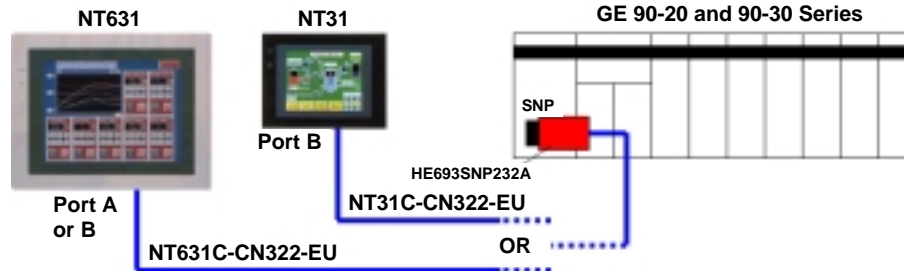 NT631
NT31
GE 90-20 and 90-30 Series
SNP
Port B
HE693SNP232A
Port A
or B
NT31C-CN322-EU
OR
NT631C-CN322-EU